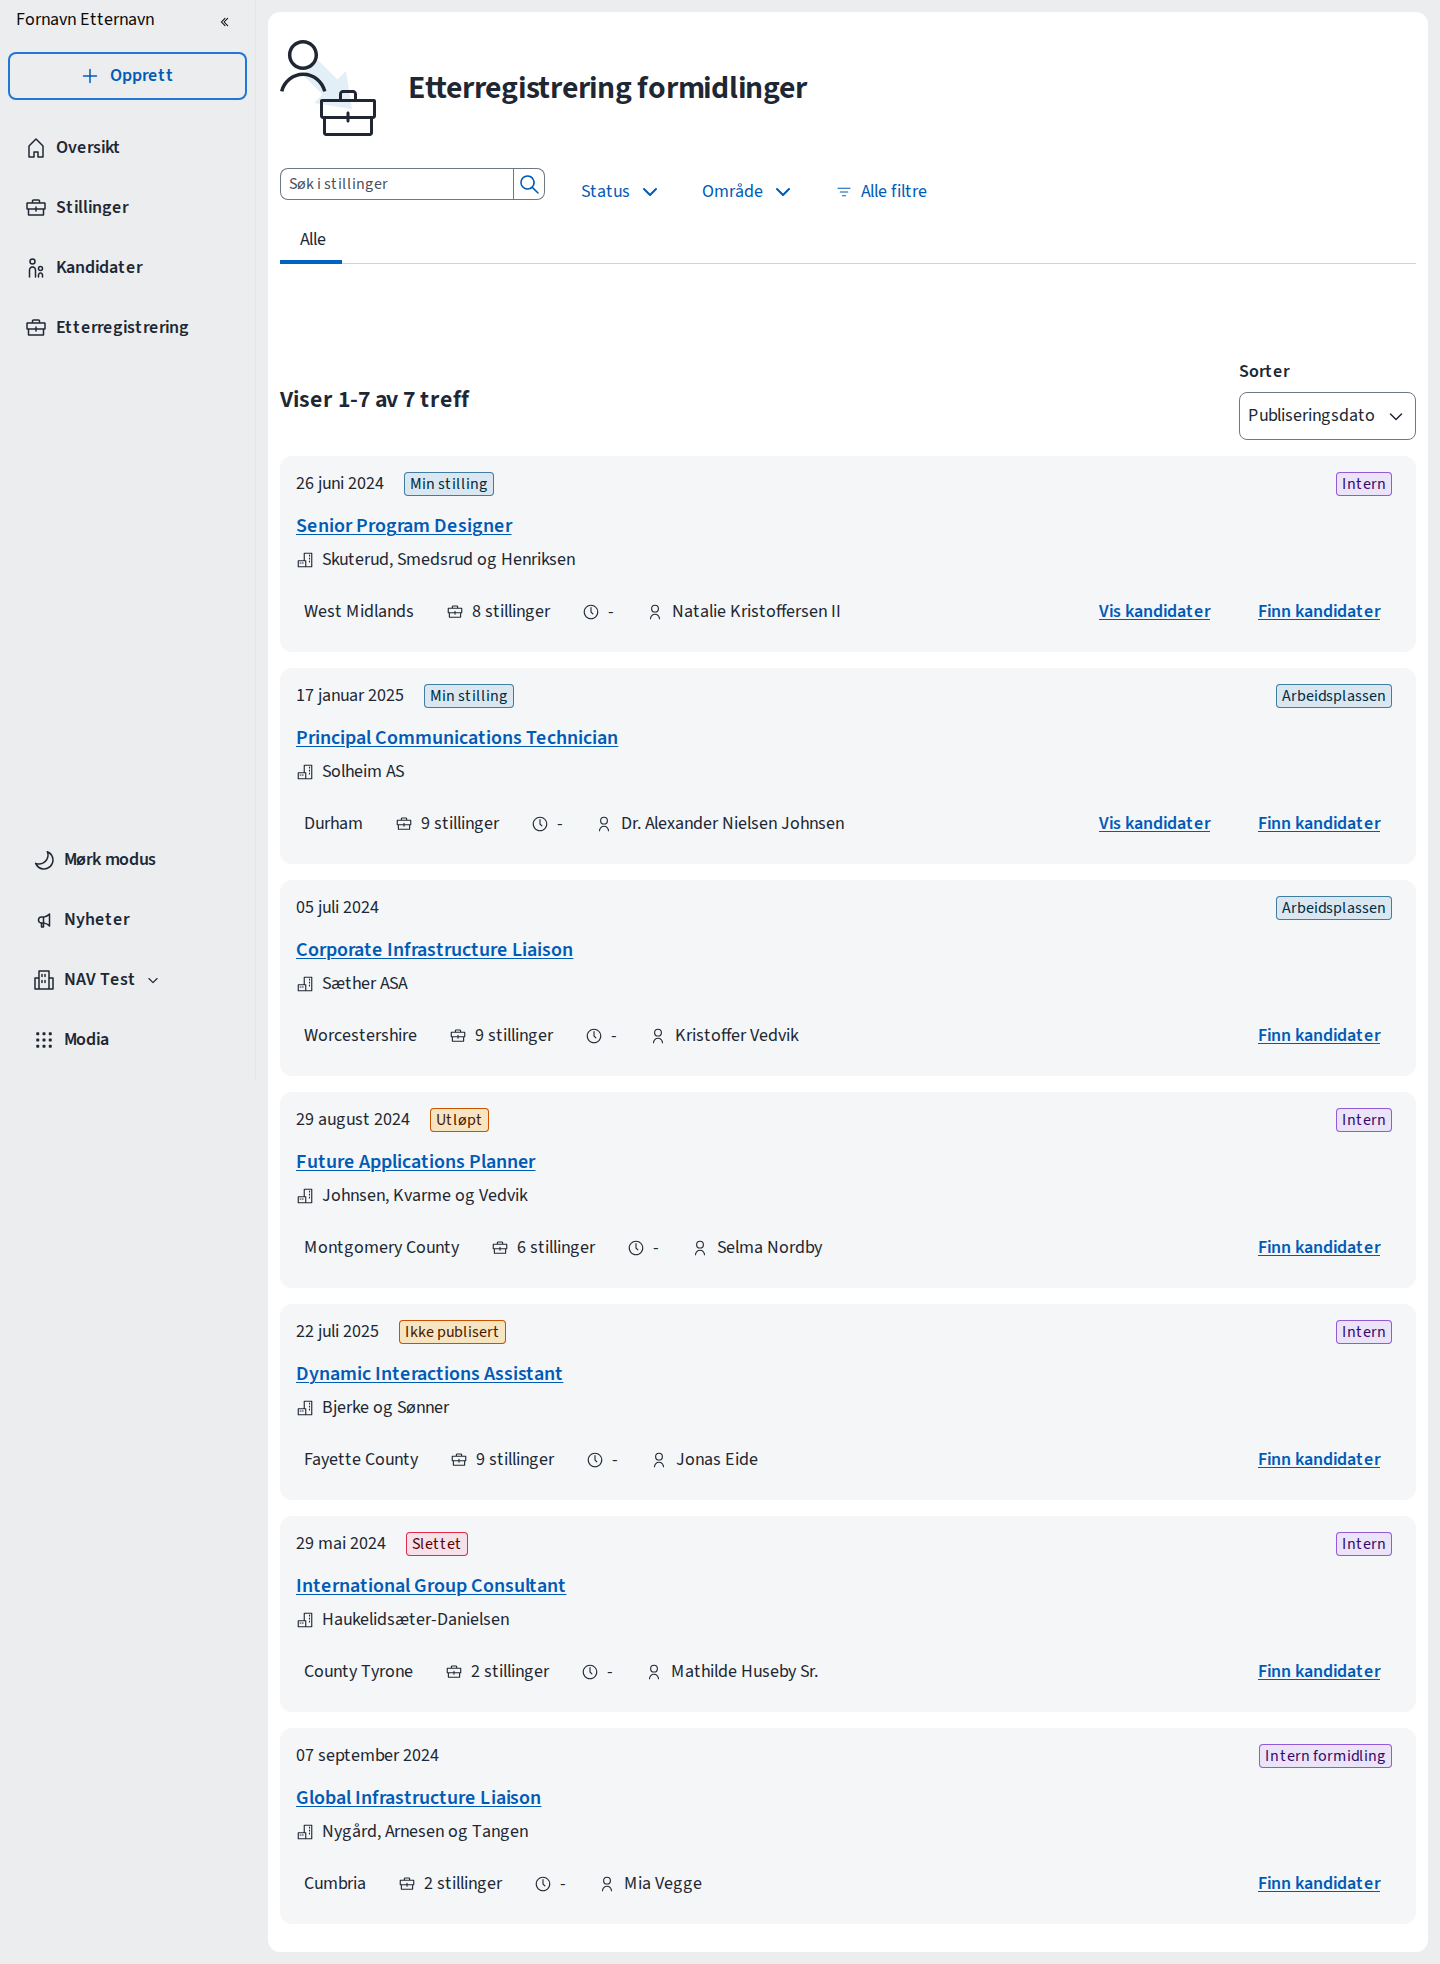 Fornavn Etternavn
Opprett
Oversikt
Stillinger
Kandidater
Etterregistrering
Mørk modus
Nyheter
NAV Test
Modia
Etterregistrering formidlinger
Søk i stillinger
Status
Område
Alle filtre
Alle
Viser 1-7 av 7 treff
Sorter
Publiseringsdato
26 juni 2024 Min stilling Intern
Senior Program Designer
Skuterud, Smedsrud og Henriksen
West Midlands 8 stillinger - Natalie Kristoffersen II Vis kandidater Finn kandidater
17 januar 2025 Min stilling Arbeidsplassen
Principal Communications Technician
Solheim AS
Durham 9 stillinger - Dr. Alexander Nielsen Johnsen Vis kandidater Finn kandidater
05 juli 2024 Arbeidsplassen
Corporate Infrastructure Liaison
Sæther ASA
Worcestershire 9 stillinger - Kristoffer Vedvik Finn kandidater
29 august 2024 Utløpt Intern
Future Applications Planner
Johnsen, Kvarme og Vedvik
Montgomery County 6 stillinger - Selma Nordby Finn kandidater
22 juli 2025 Ikke publisert Intern
Dynamic Interactions Assistant
Bjerke og Sønner
Fayette County 9 stillinger - Jonas Eide Finn kandidater
29 mai 2024 Slettet Intern
International Group Consultant
Haukelidsæter-Danielsen
County Tyrone 2 stillinger - Mathilde Huseby Sr. Finn kandidater
07 september 2024 Intern formidling
Global Infrastructure Liaison
Nygård, Arnesen og Tangen
Cumbria 2 stillinger - Mia Vegge Finn kandidater